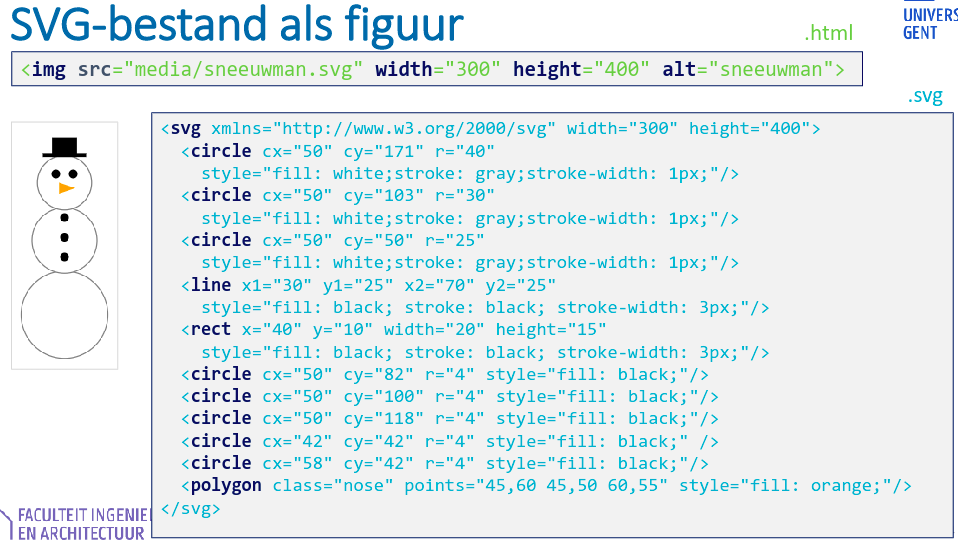 SVG-bestand als figuur
.html
UNIVERS
GENT
<img src="media/sneeuwman.svg" width="300" height="400" alt="sneeuwman">
.svg
<svg xmlns="http://www.w3.org/2000/svg" width="300" height="400">
<circle cx="50" cy="171" r="40"
style="fill: white;stroke: gray;stroke-width: 1px;"/>
<circle cx="50" cy="103" r="30"
style="fill: white;stroke: gray;stroke-width: 1px;"/>
<circle cx="50" cy="50" r="25"
style="fill: white;stroke: gray;stroke-width: 1px;"/>
<line x1="30" y1="25" x2="70" y2="25"
style="fill: black; stroke: black; stroke-width: 3px;"/>
<rect x="40" y="10" width="20" height="15"
style="fill: black; stroke: black; stroke-width: 3px;"/>
<circle cx="50" cy="82" r="4" style="fill: black;"/>
<circle cx="50" cy="100" r="4" style="fill: black;"/>
<circle cx="50" cy="118" r="4" style="fill: black;"/>
<circle cx="42" cy="42" r="4" style="fill: black;" />
<circle cx="58" cy="42" r="4" style="fill: black;"/>
<polygon class="nose" points="45,60 45,50 60,55" style="fill: orange;"/>
</svg>
FACULTEIT INGENIE
EN ARCHITECTUUR